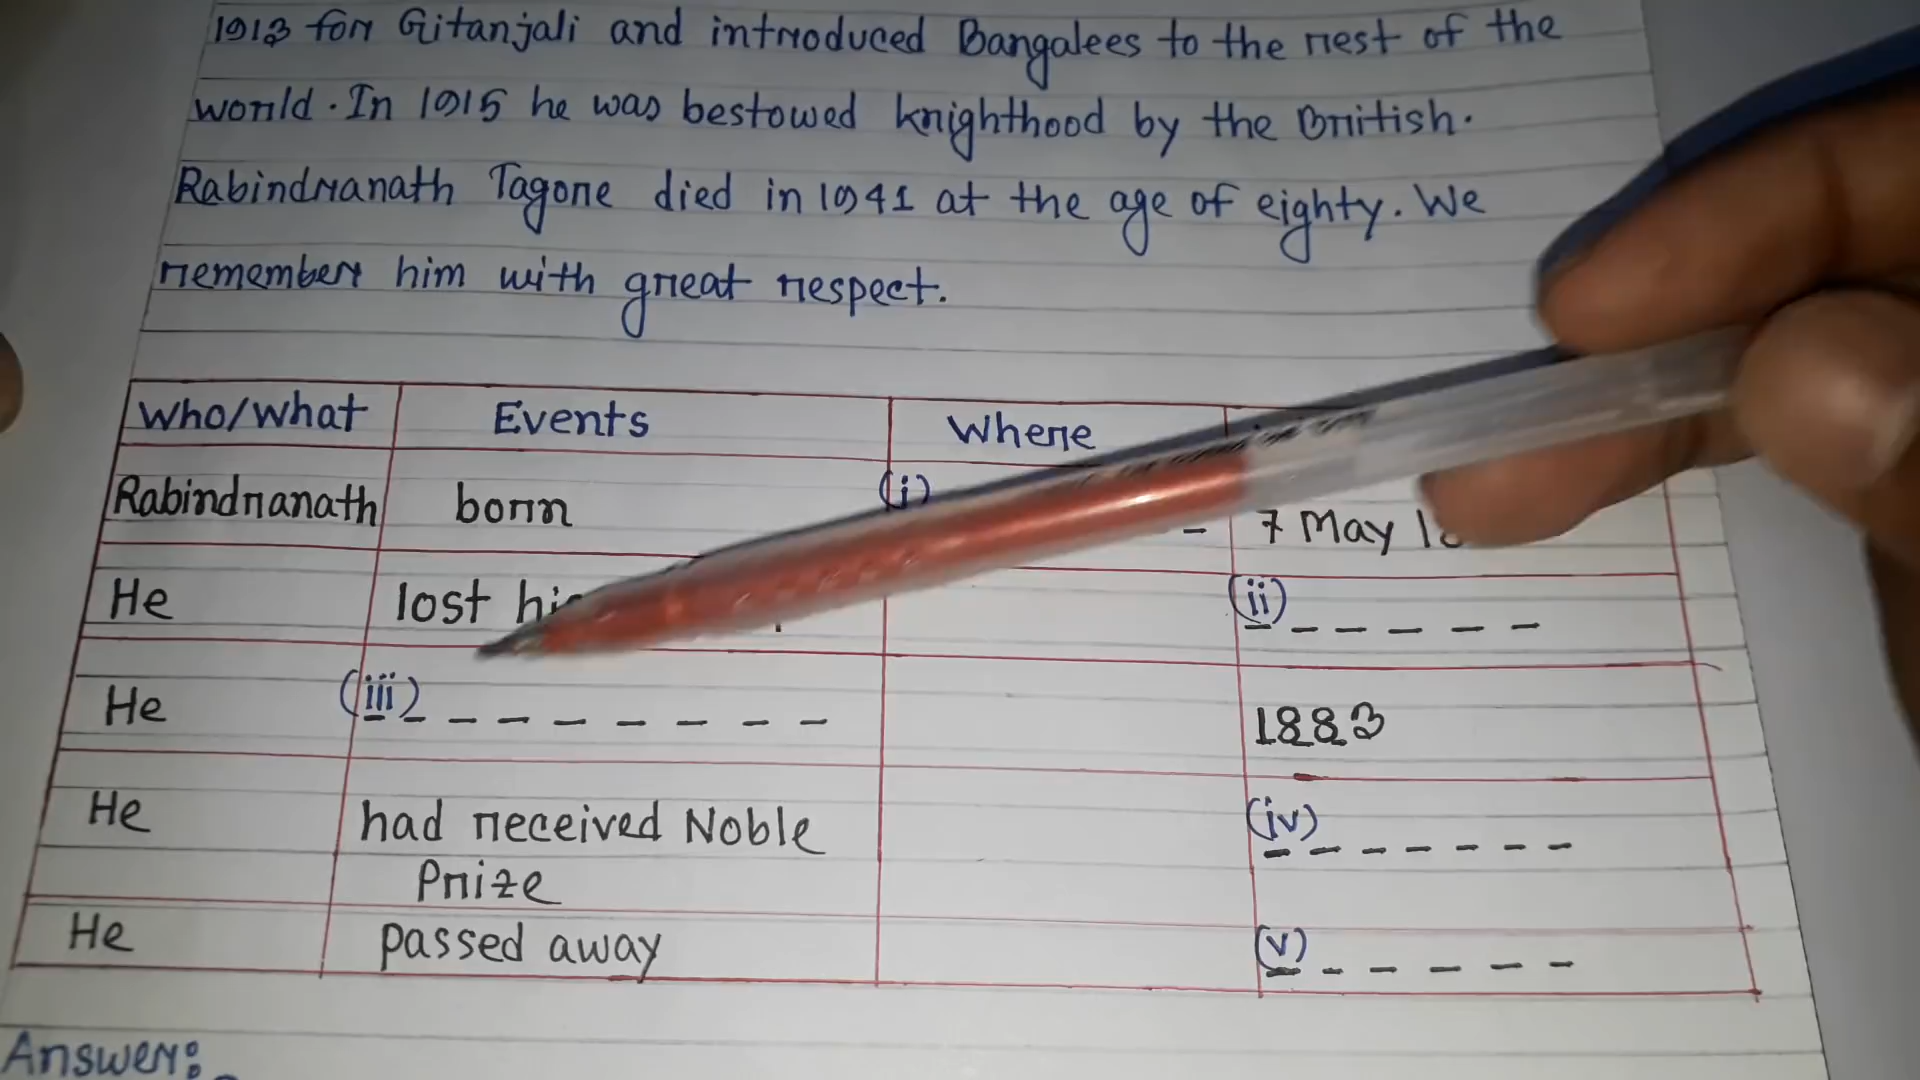 1913 for Gitanjali and introduced Bangalees to the rest of the
world. In 1915 he was bestowed knighthood by the British.
Rabindranath Tagore died in 1941 at the age of eighty. We
remember him with great respect.
Who/What Events Where
Rabindranath born (i) 7 May
He lost his (ii) _ _ _ _ _ _
He (iii) _ _ _ _ _ _ _ _ _ 1883
He had received Noble (iv) _ _ _ _ _ _ _
Prize
He passed away (v) _ _ _ _ _ _
Answer: